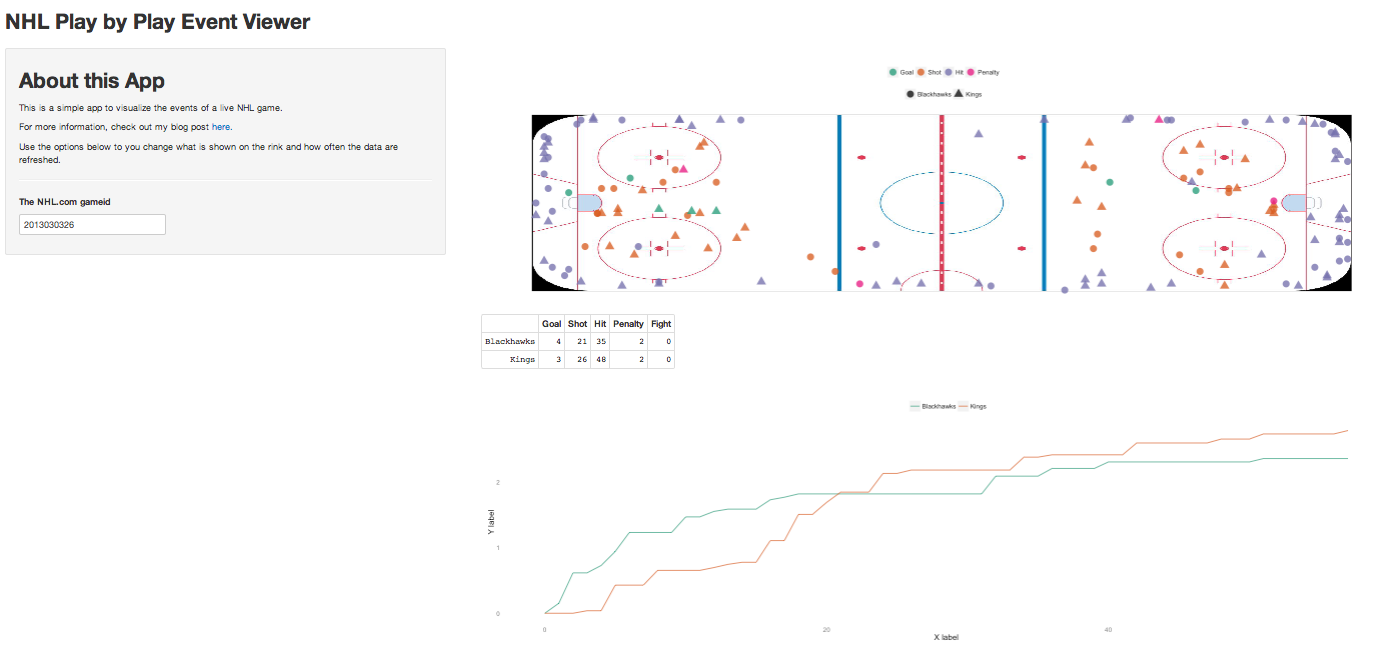 NHL Play by Play Event Viewer
About this App
This is a simple app to visualize the events of a live NHL game.
For more information, check out my blog post here.
Use the options below to you change what is shown on the rink and how often the data are
refreshed.
The NHL.com gameid
2013030326
Goal Shot Hit Penalty
Blackhawks Kings
Goal Shot Hit Penalty Fight
Blackhawks 4 21 35 2 0
Kings 3 26 48 2 0
Blackhawks Kings
2
Y label
1
0
0 20 40
X label